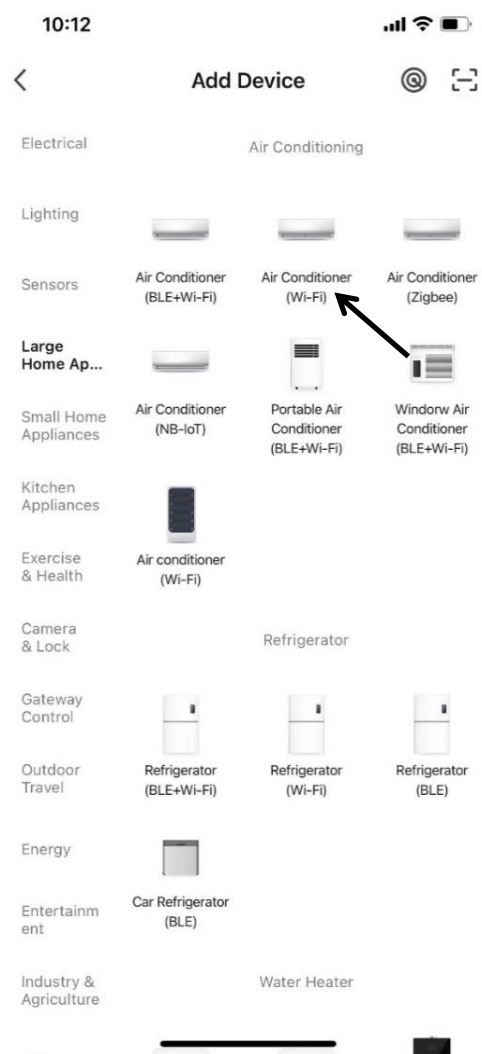 10:12
Add Device
Electrical
Lighting
Sensors
Large
Home Ap...
Small Home
Appliances
Kitchen
Appliances
Exercise
& Health
Camera
& Lock
Gateway
Control
Outdoor
Travel
Energy
Entertainm
ent
Industry &
Agriculture
Air Conditioning
Air Conditioner
(BLE+Wi-Fi)
Air Conditioner
(Wi-Fi)
Air Conditioner
(Zigbee)
Air Conditioner
(NB-IoT)
Portable Air
Conditioner
(BLE+Wi-Fi)
Windorw Air
Conditioner
(BLE+Wi-Fi)
Air conditioner
(Wi-Fi)
Refrigerator
Refrigerator
(BLE+Wi-Fi)
Refrigerator
(Wi-Fi)
Refrigerator
(BLE)
Car Refrigerator
(BLE)
Water Heater